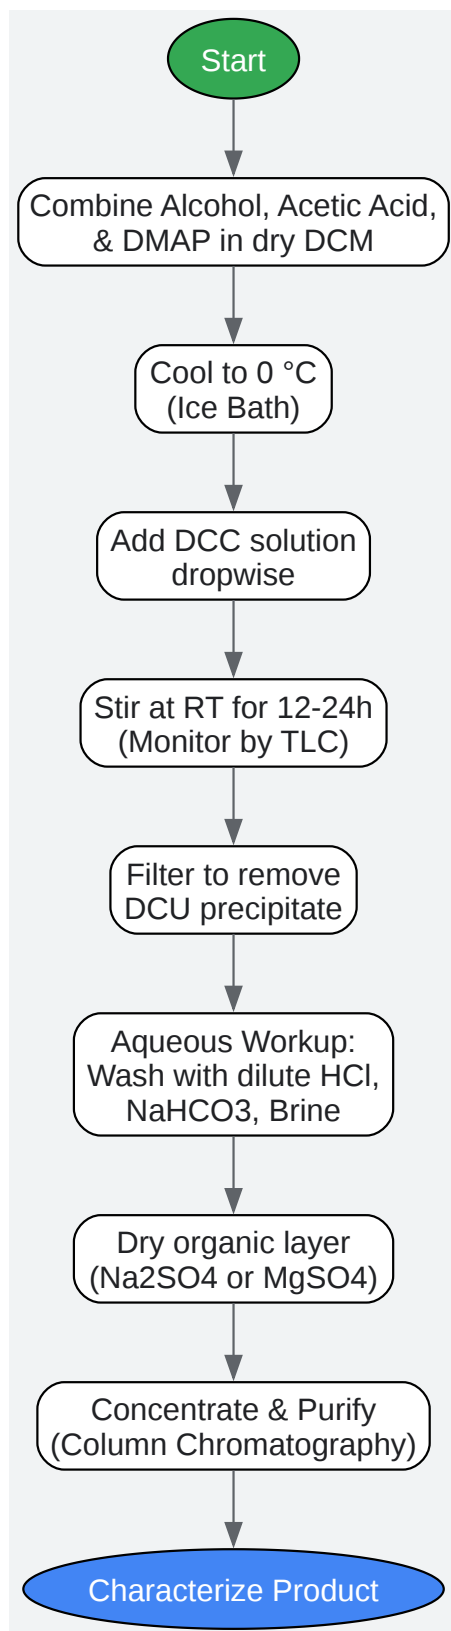 Start
Combine Alcohol, Acetic Acid,
& DMAP in dry DCM
Cool to 0 °C
(Ice Bath)
Add DCC solution
dropwise
Stir at RT for 12-24h
(Monitor by TLC)
Filter to remove
DCU precipitate
Aqueous Workup:
Wash with dilute HCl,
NaHCO3, Brine
Dry organic layer
(Na2SO4 or MgSO4)
Concentrate & Purify
(Column Chromatography)
Characterize Product